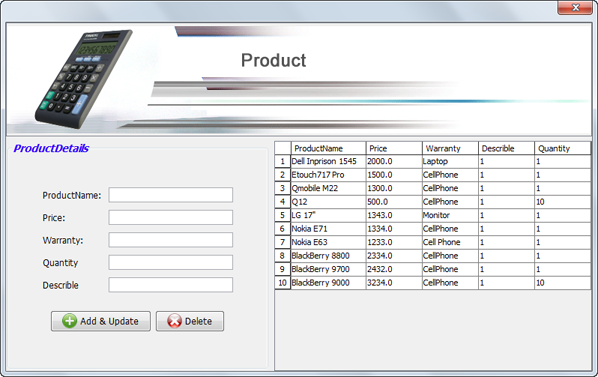 Product
ProductDetails
ProductName:
Price:
Warranty:
Quantity
Describle
Add & Update Delete
ProductName Price Warranty Describle Quantity
1 Dell Inprison 1545 2000.0 Laptop 1 1
2 Etouch717 Pro 1500.0 CellPhone 1 1
3 Qmobile M22 1300.0 CellPhone 1 1
4 Q12 500.0 CellPhone 1 10
5 LG 17" 1343.0 Monitor 1 1
6 Nokia E71 1334.0 CellPhone 1 1
7 Nokia E63 1233.0 Cell Phone 1 1
8 BlackBerry 8800 2334.0 CellPhone 1 1
9 BlackBerry 9700 2432.0 CellPhone 1 1
10 BlackBerry 9000 3234.0 CellPhone 1 10